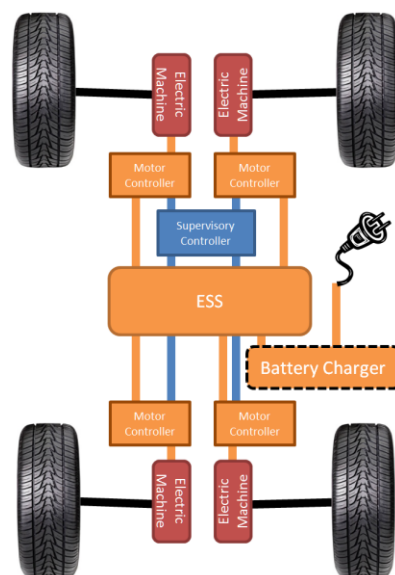 Electric
Machine
Electric
Machine
Motor
Controller
Motor
Controller
Supervisory
Controller
ESS
Battery Charger
Motor
Controller
Motor
Controller
Electric
Machine
Electric
Machine